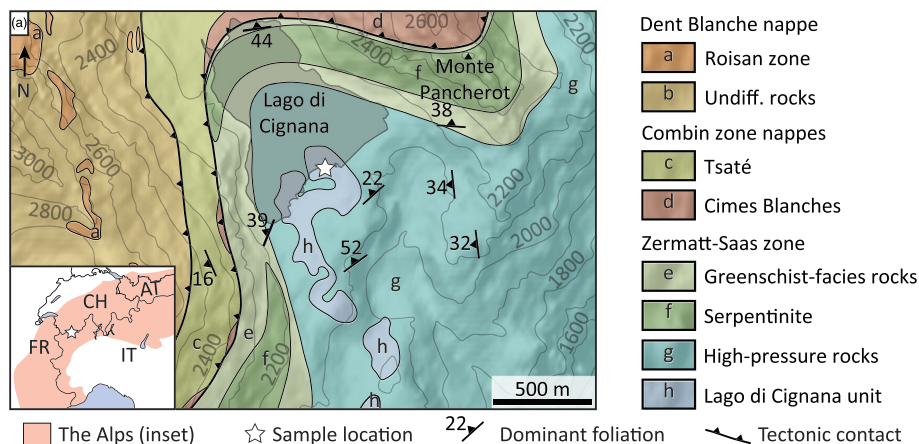 (a)
a
N
2400
44
2400
d
2600
2200
f
Monte
Pancherot
g
Lago di
Cignana
38
3000
2600
2800
a
22
34
2200
39
h
52
32
2000
16
g
1800
e
c
2400
f
2200
h
1600
h
CH
AT
FR
IT
500 m
Dent Blanche nappe
a Roisan zone
b Undiff. rocks
Combin zone nappes
c Tsaté
d Cimes Blanches
Zermatt-Saas zone
e Greenschist-facies rocks
f Serpentinite
g High-pressure rocks
h Lago di Cignana unit
The Alps (inset) Sample location 22 Dominant foliation Tectonic contact